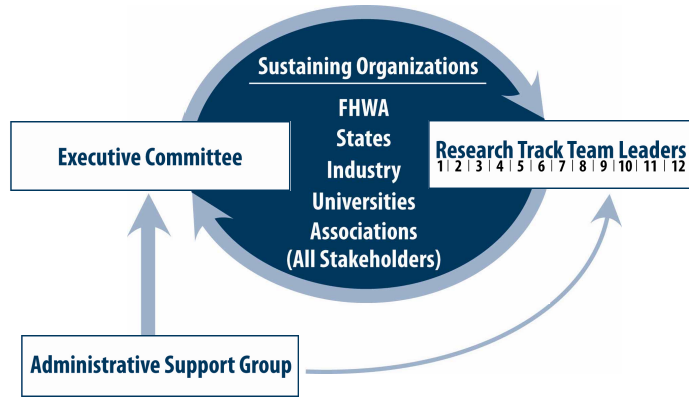 Sustaining Organizations
FHWA
States
Industry
Universities
Associations
(All Stakeholders)
Executive Committee
Research Track Team Leaders
1 | 2 | 3 | 4 | 5 | 6 | 7 | 8 | 9 | 10 | 11 | 12
Administrative Support Group